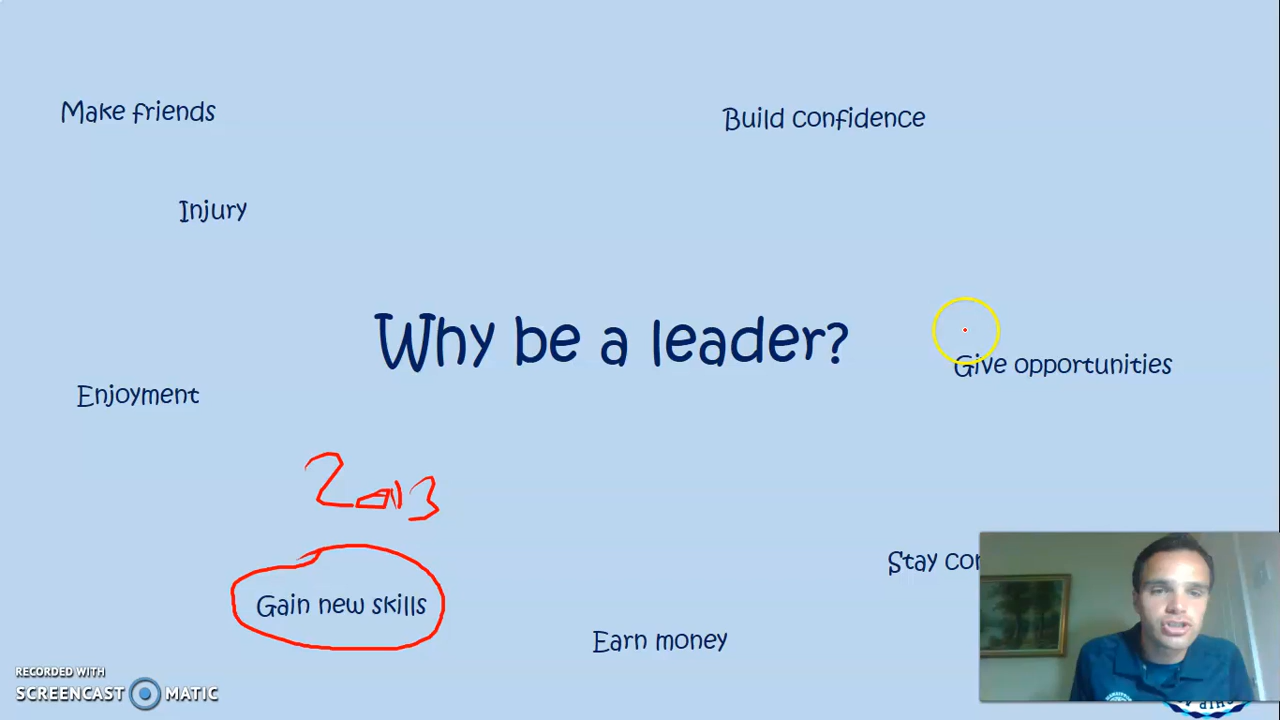 Make friends
Build confidence
Injury
Why be a leader?
Give opportunities
Enjoyment
2013
Stay
Gain new skills
Earn money
RECORDED WITH
SCREENCAST MATIC